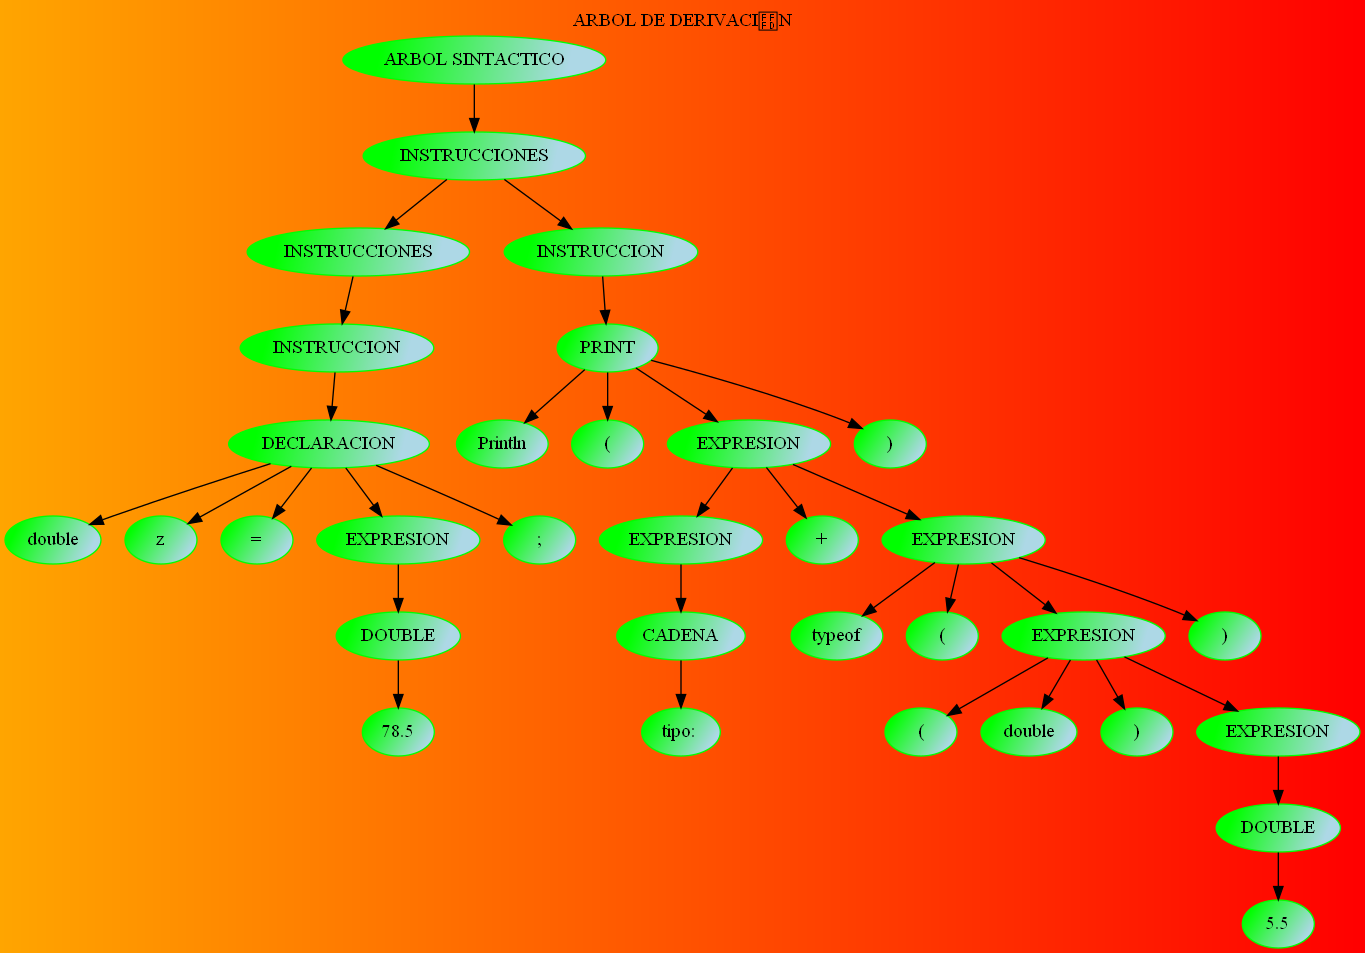 ARBOL DE DERIVACI�N
ARBOL SINTACTICO
INSTRUCCIONES
INSTRUCCIONES INSTRUCCION
INSTRUCCION PRINT
DECLARACION Println ( EXPRESION )
double z = EXPRESION ; EXPRESION + EXPRESION
DOUBLE CADENA typeof ( EXPRESION )
78.5 tipo: ( double ) EXPRESION
DOUBLE
5.5